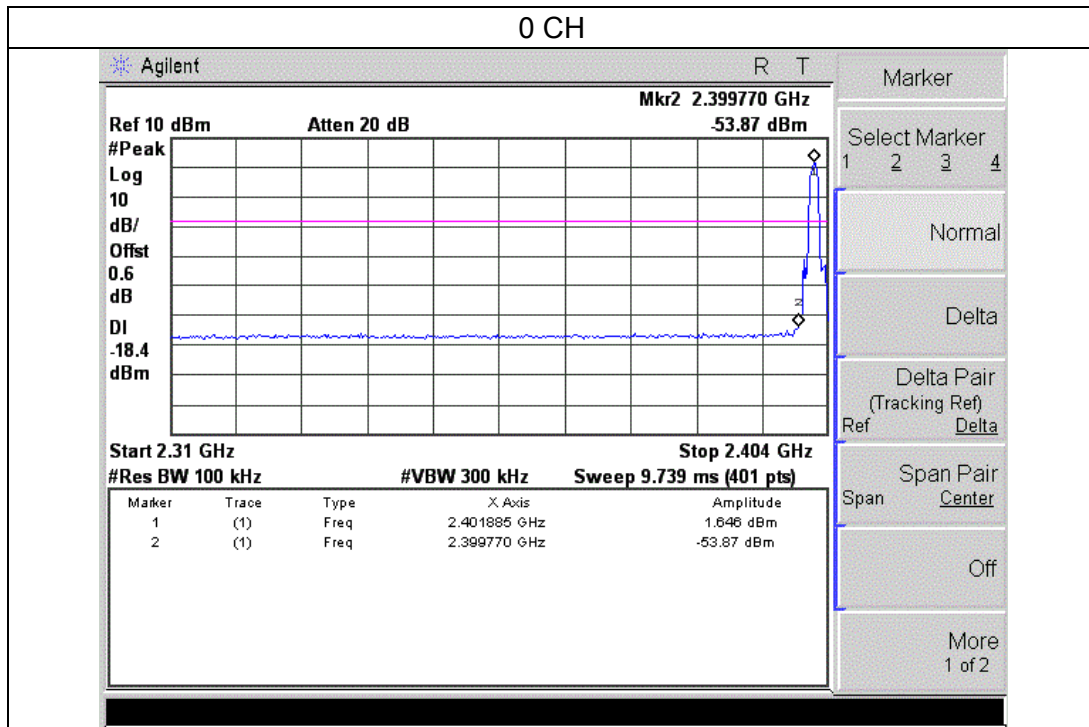 0 CH
Agilent R T
Mkr2 2.399770 GHz
Ref 10 dBm Atten 20 dB -53.87 dBm
#Peak
Log
10
dB/
Offst
0.6
dB
DI
-18.4
dBm
2
Start 2.31 GHz Stop 2.404 GHz
#Res BW 100 kHz #VBW 300 kHz Sweep 9.739 ms (401 pts)
Marker Trace Type X Axis Amplitude
1 (1) Freq 2.401885 GHz 1.646 dBm
2 (1) Freq 2.399770 GHz -53.87 dBm
Marker
Select Marker
1 2 3 4
Normal
Delta
Delta Pair
(Tracking Ref)
Ref Delta
Span Pair
Span Center
Off
More
1 of 2